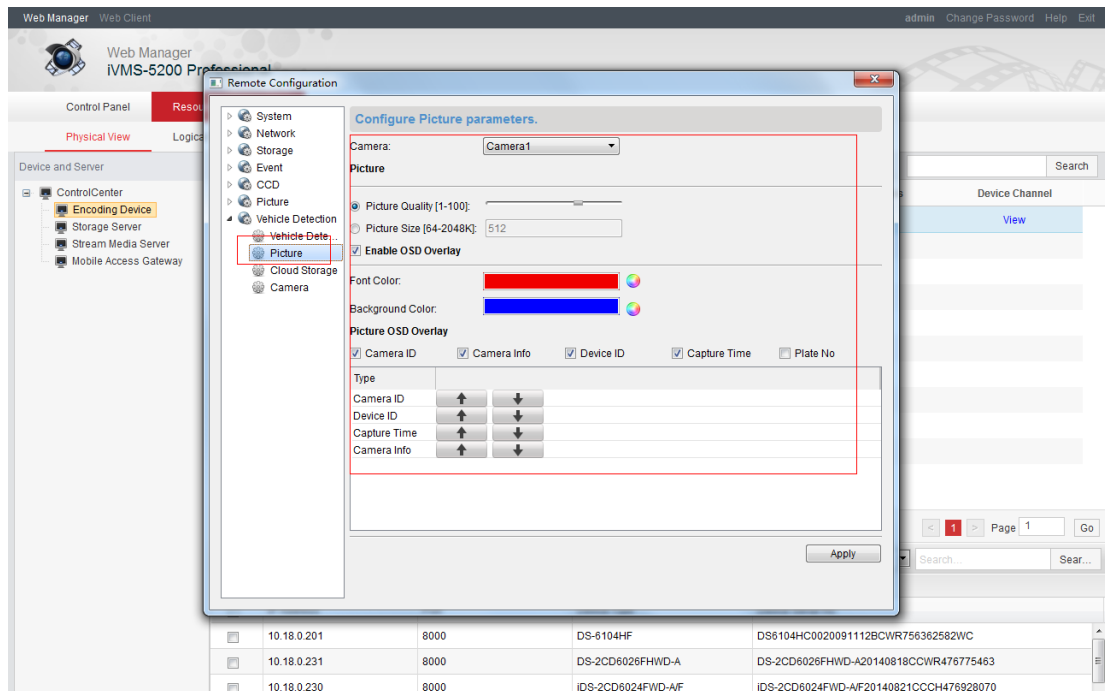 Web Manager Web Client
admin Change Password Help Exit
Web Manager
iVMS-5200 Professional
Remote Configuration
Control Panel
Physical View
Device and Server
ControlCenter
Encoding Device
Storage Server
Stream Media Server
Mobile Access Gateway
System
Network
Storage
Event
CCD
Picture
Vehicle Detection
Vehicle Dete...
Picture
Cloud Storage
Camera
Configure Picture parameters.
Camera: Camera1
Picture
Picture Quality [1-100]:
Picture Size [64-2048K]: 512
Enable OSD Overlay
Font Color:
Background Color:
Picture OSD Overlay
Camera ID Camera Info Device ID Capture Time Plate No
Type
Camera ID
Device ID
Capture Time
Camera Info
Apply
Search
Device Channel
View
< 1 > Page 1 Go
Search... Sear...
10.18.0.201 8000 DS-6104HF DS6104HC0020091112BCWR756362582WC
10.18.0.231 8000 DS-2CD6026FHWD-A DS-2CD6026FHWD-A20140818CCWR476775463
10.18.0.230 8000 iDS-2CD6024FWD-A/F iDS-2CD6024FWD-A/F20140821CCCH476928070